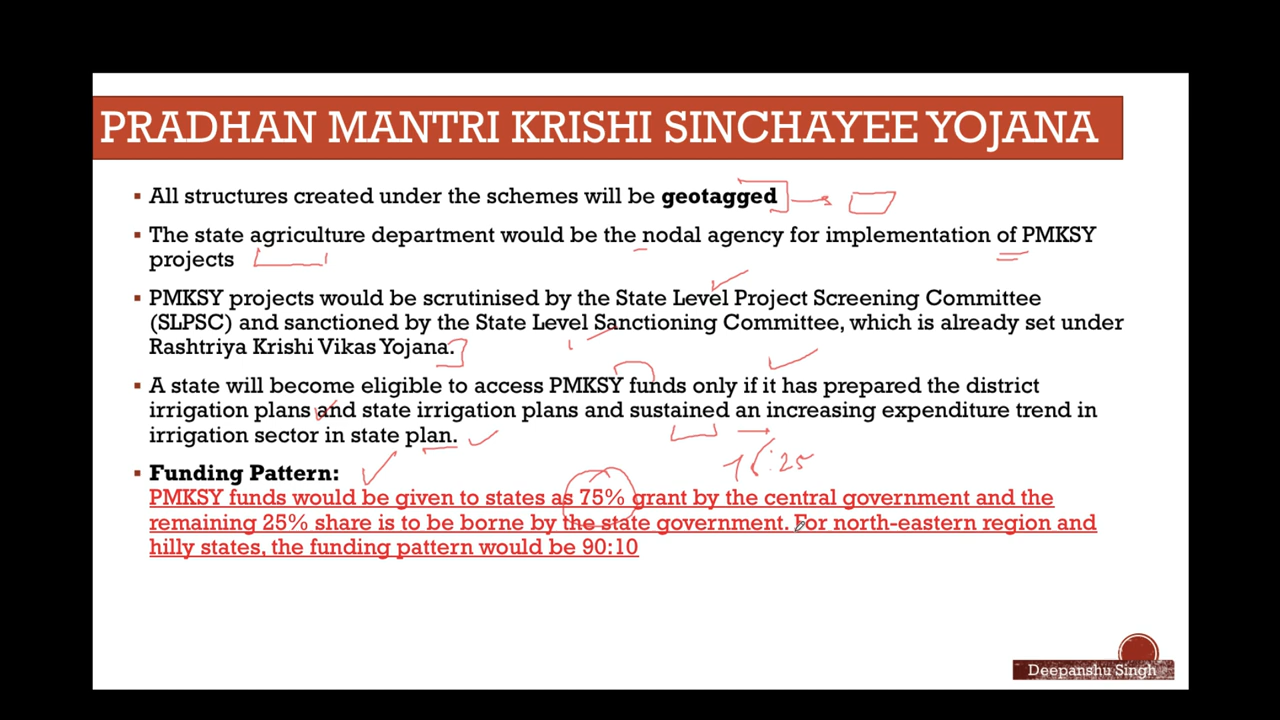 PRADHAN MANTRI KRISHI SINCHAYEE YOJANA
▪ All structures created under the schemes will be geotagged
▪ The state agriculture department would be the nodal agency for implementation of PMKSY
projects
▪ PMKSY projects would be scrutinised by the State Level Project Screening Committee
(SLPSC) and sanctioned by the State Level Sanctioning Committee, which is already set under
Rashtriya Krishi Vikas Yojana.
▪ A state will become eligible to access PMKSY funds only if it has prepared the district
irrigation plans and state irrigation plans and sustained an increasing expenditure trend in
irrigation sector in state plan.
75:25
▪ Funding Pattern:
PMKSY funds would be given to states as 75% grant by the central government and the
remaining 25% share is to be borne by the state government. For north-eastern region and
hilly states, the funding pattern would be 90:10
Deepanshu Singh